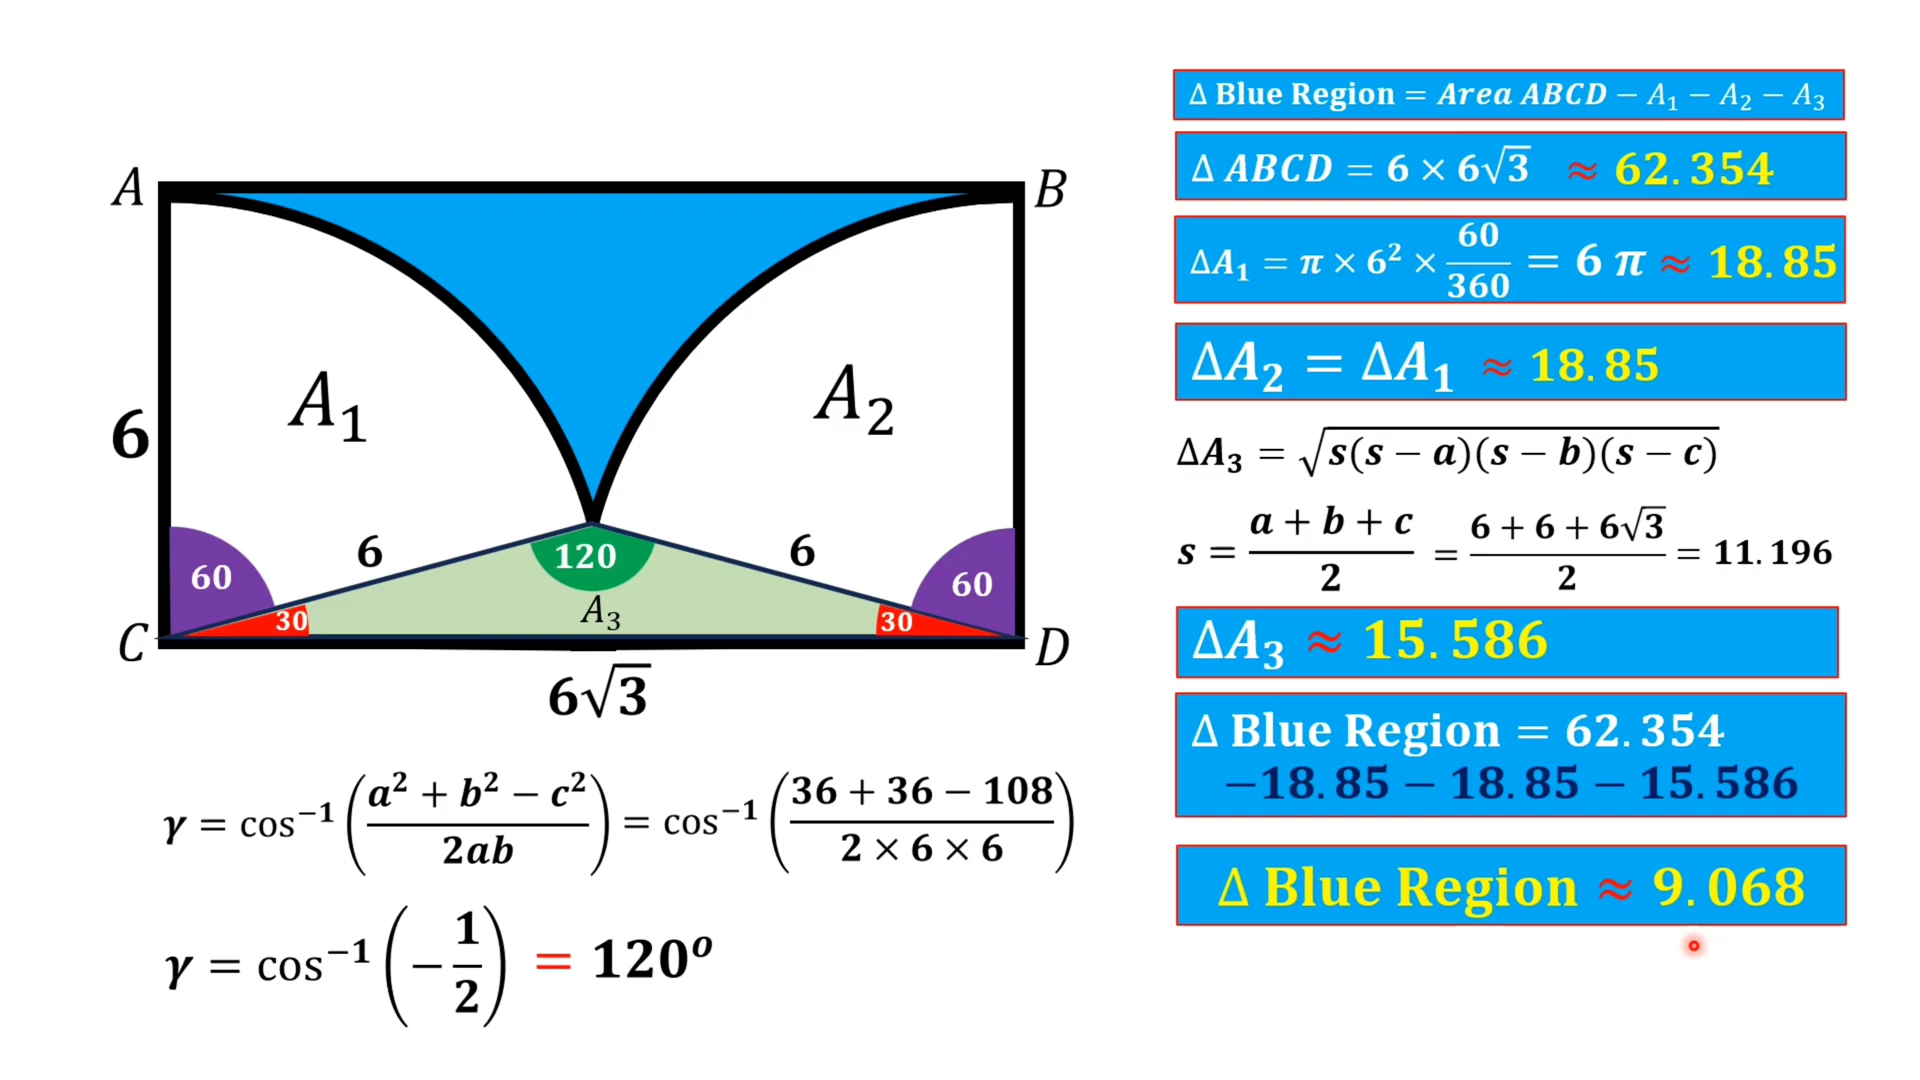 A
B
A₁
A₂
6
6
6
120
60
60
30
30
A₃
C
D
6√3
γ = cos⁻¹((a² + b² − c²)/(2ab)) = cos⁻¹((36 + 36 − 108)/(2 × 6 × 6))
γ = cos⁻¹(−1/2) = 120ᵒ
Δ Blue Region = Area ABCD − A₁ − A₂ − A₃
Δ ABCD = 6 × 6√3 ≈ 62.354
ΔA₁ = π × 6² × 60/360 = 6 π ≈ 18.85
ΔA₂ = ΔA₁ ≈ 18.85
ΔA₃ = √(s(s − a)(s − b)(s − c))
s = (a + b + c)/2 = (6 + 6 + 6√3)/2 = 11.196
ΔA₃ ≈ 15.586
Δ Blue Region = 62.354
−18.85 − 18.85 − 15.586
Δ Blue Region ≈ 9.068